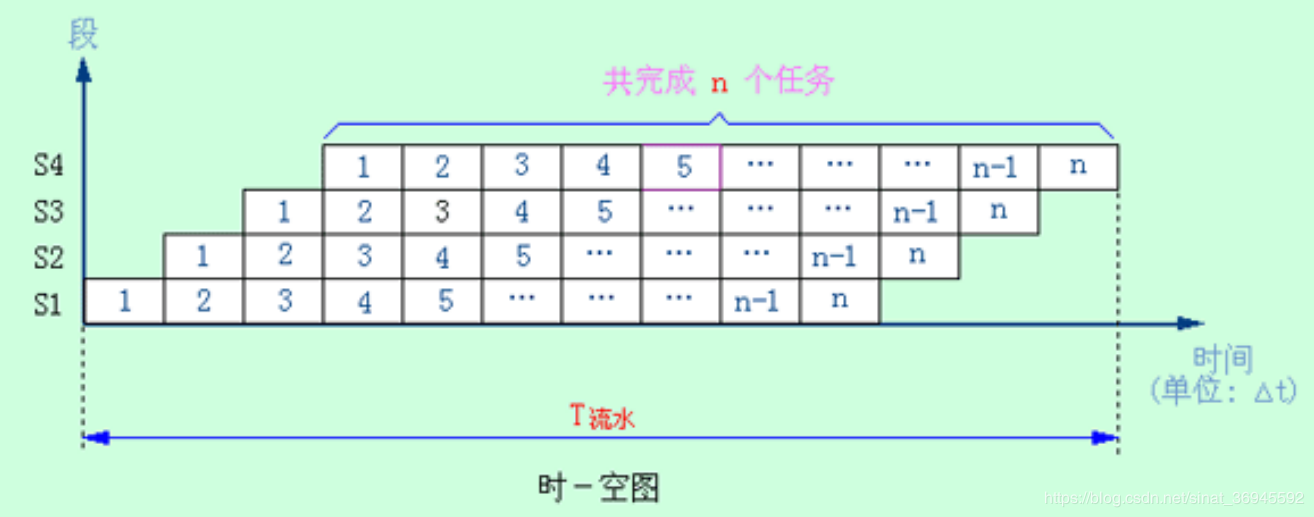 段
共完成 n 个任务
S4 1 2 3 4 5 … … … n-1 n
S3 1 2 3 4 5 … … … n-1 n
S2 1 2 3 4 5 … … … n-1 n
S1 1 2 3 4 5 … … … n-1 n
时间
(单位: △t)
T流水
时－空图
https://blog.csdn.net/sinat_36945592